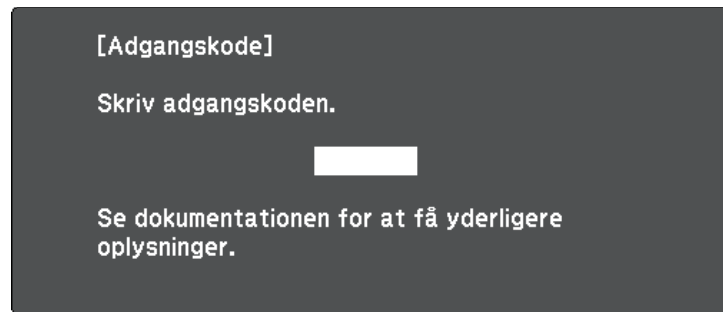 [Adgangskode]
Skriv adgangskoden.
Se dokumentationen for at få yderligere
oplysninger.